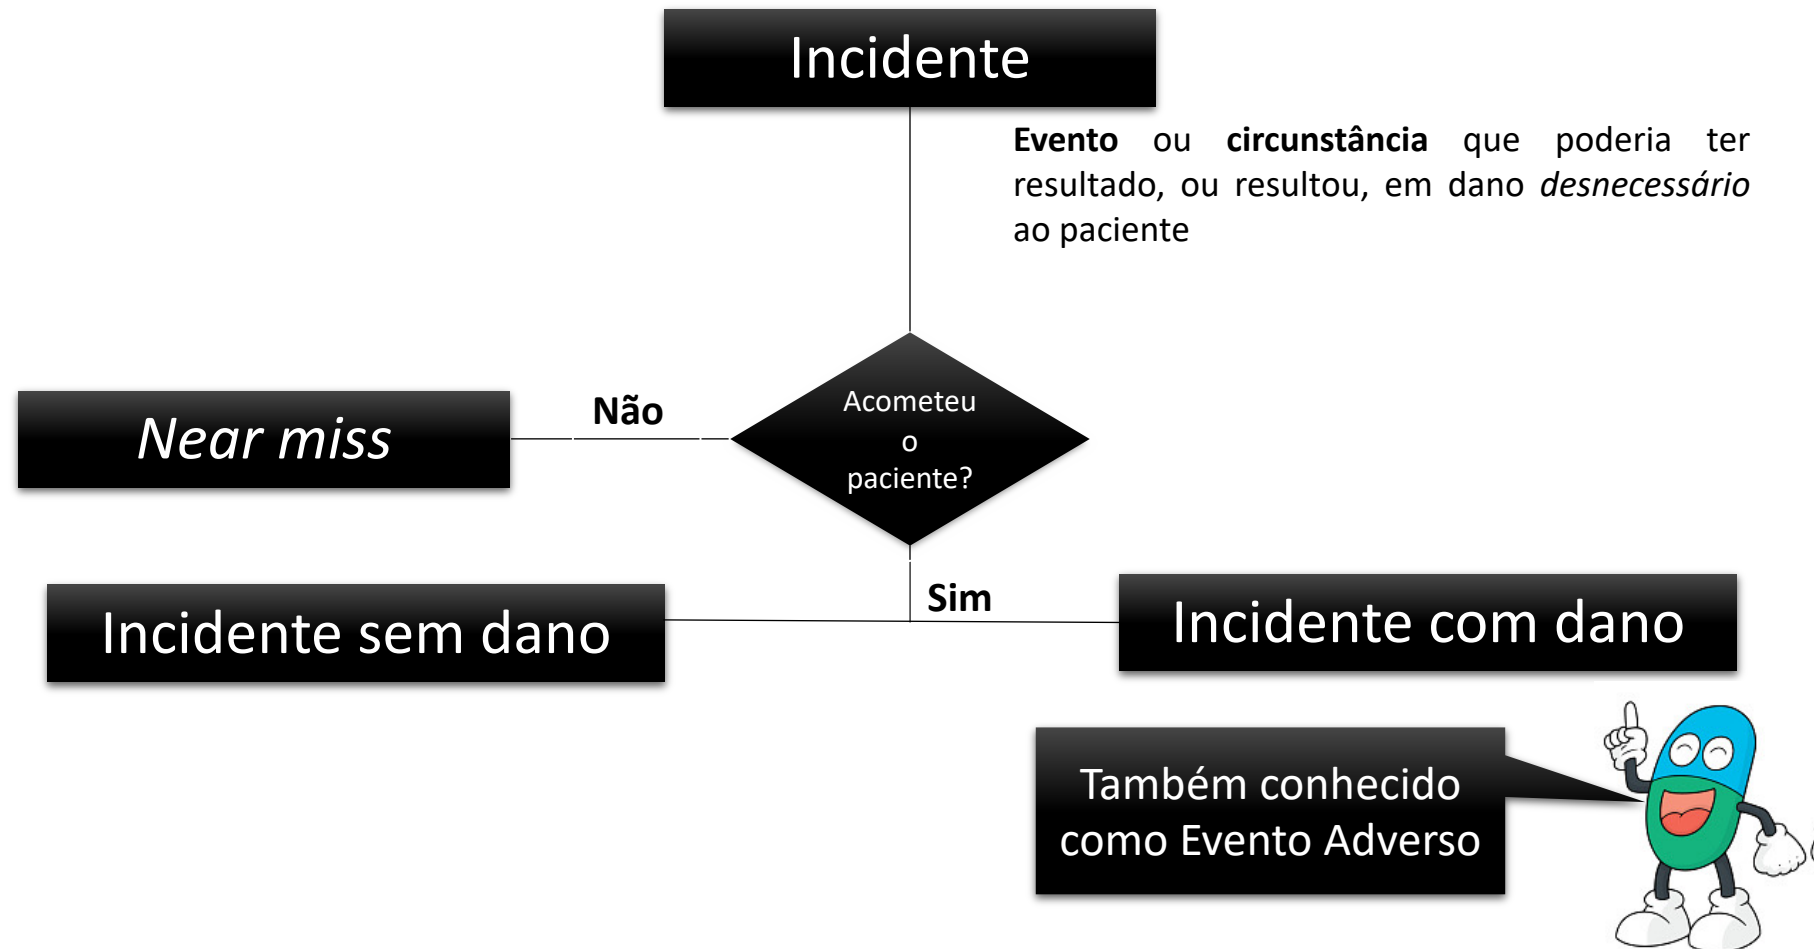 Incidente
Evento ou circunstância que poderia ter
resultado, ou resultou, em dano desnecessário
ao paciente
Acometeu
o
paciente?
Não
Near miss
Sim
Incidente sem dano
Incidente com dano
Também conhecido
como Evento Adverso